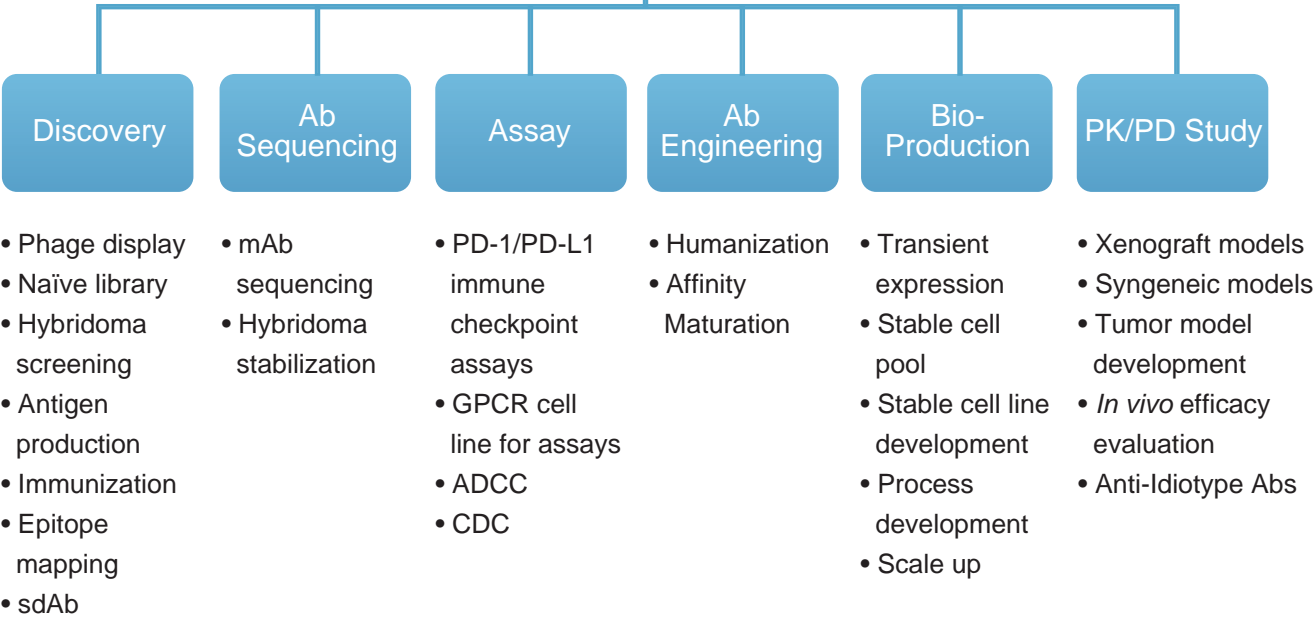 Discovery
Ab
Sequencing
Assay
Ab
Engineering
Bio-
Production
PK/PD Study
• Phage display
• Naïve library
• Hybridoma
screening
• Antigen
production
• Immunization
• Epitope
mapping
• sdAb
• mAb
sequencing
• Hybridoma
stabilization
• PD-1/PD-L1
immune
checkpoint
assays
• GPCR cell
line for assays
• ADCC
• CDC
• Humanization
• Affinity
Maturation
• Transient
expression
• Stable cell
pool
• Stable cell line
development
• Process
development
• Scale up
• Xenograft models
• Syngeneic models
• Tumor model
development
• In vivo efficacy
evaluation
• Anti-Idiotype Abs